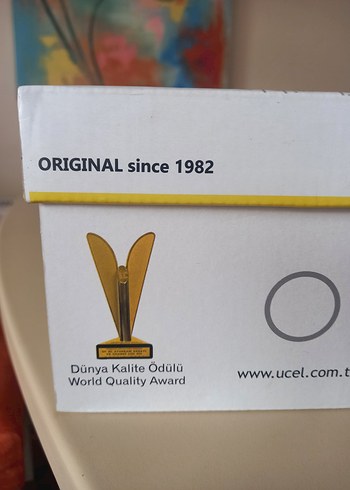 ORIGINAL since 1982
Dünya Kalite Ödülü
World Quality Award
www.ucel.com.t